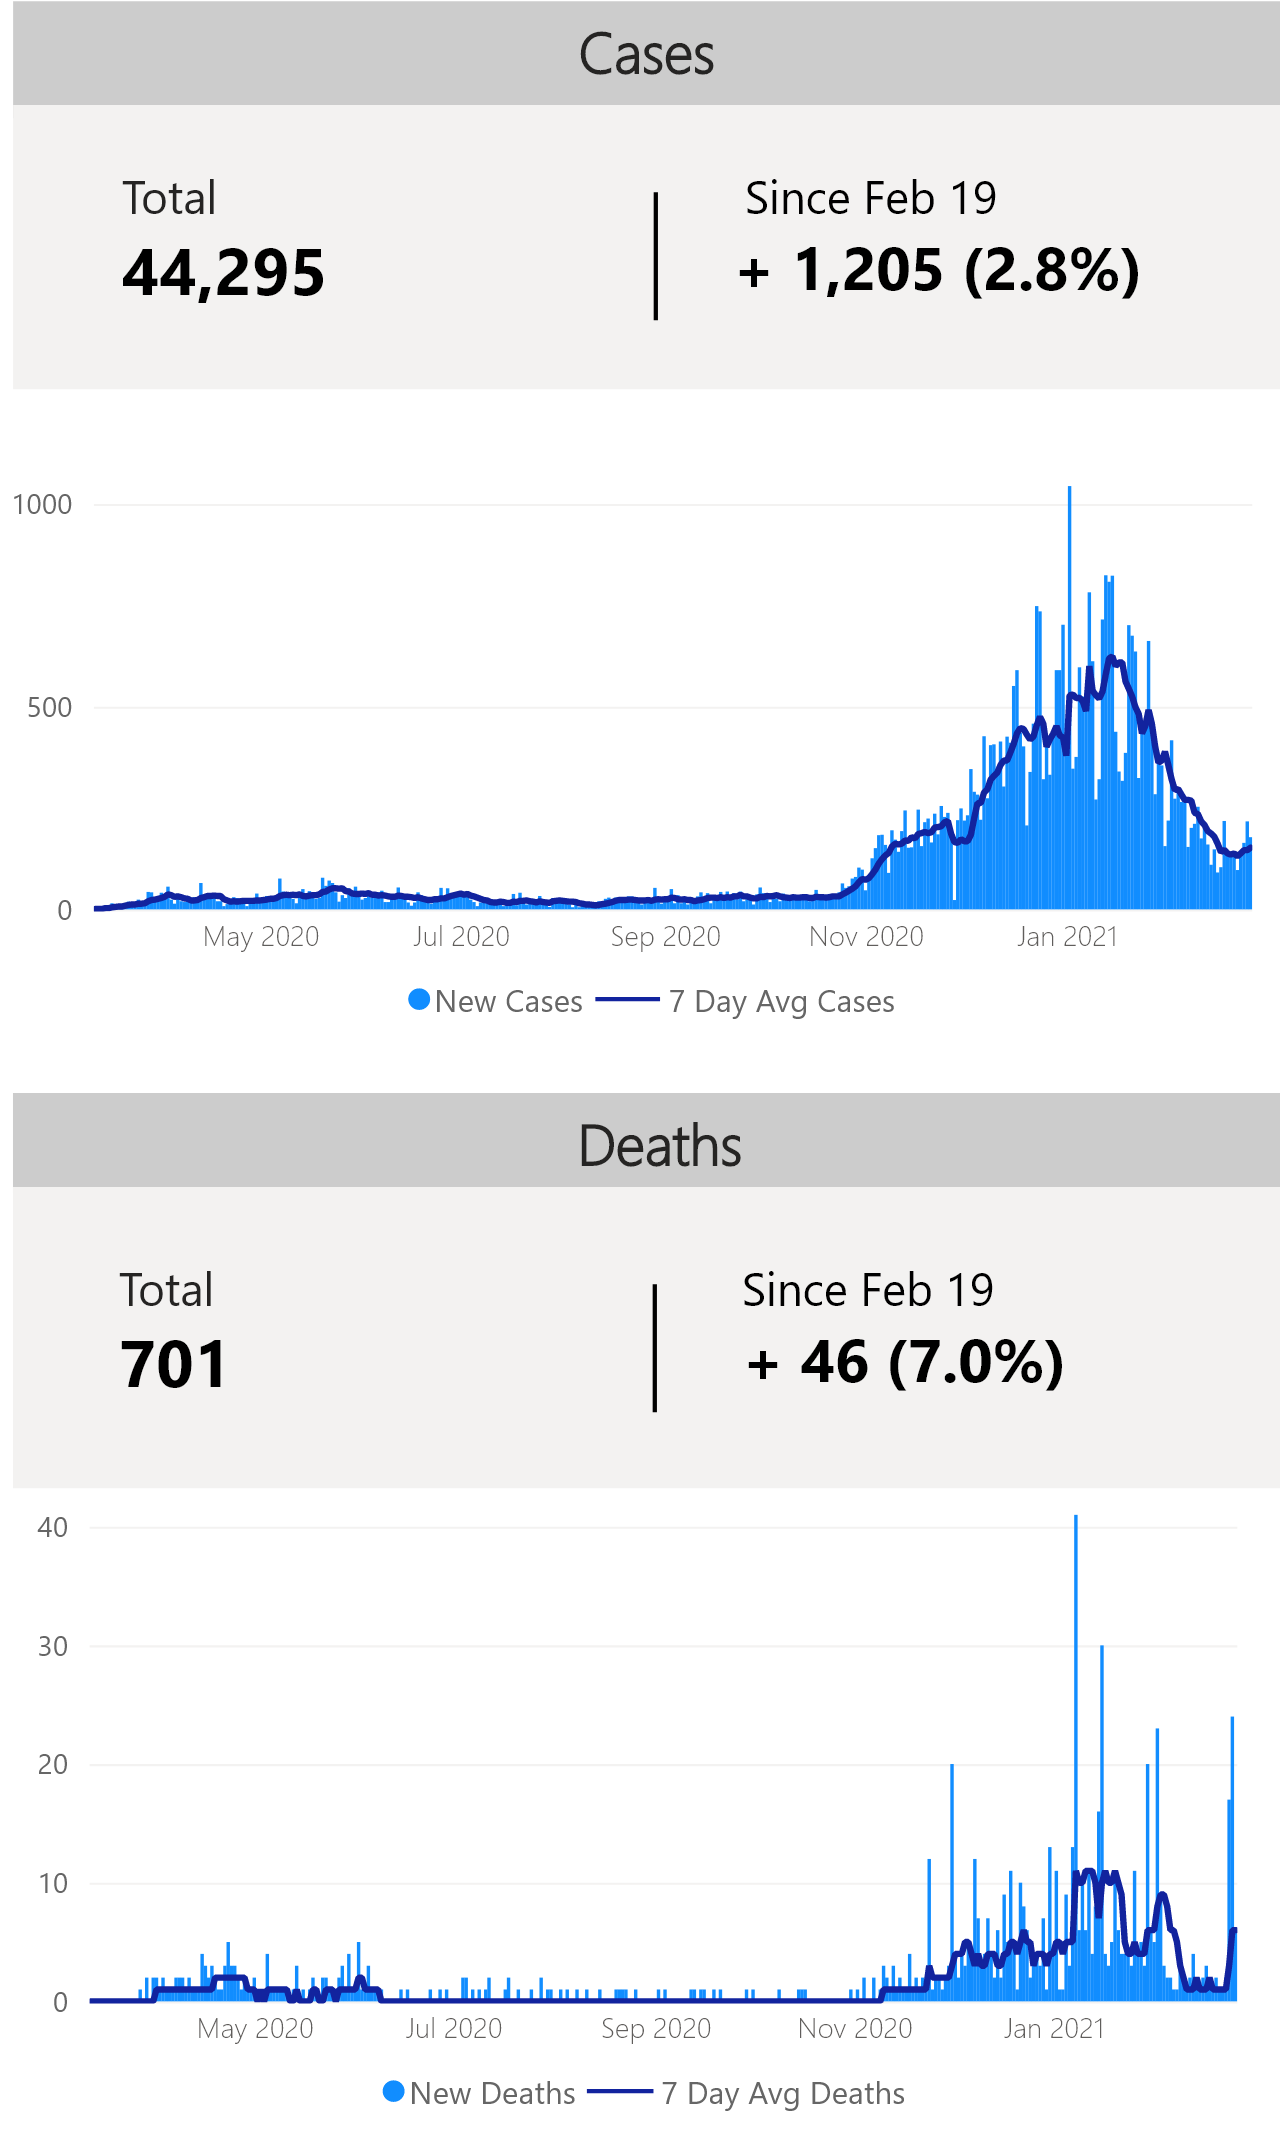 Cases
Total
Since Feb 19
44,295
+ 1,205 (2.8%)
1000
500
0
May 2020
Jul 2020
Sep 2020
Nov 2020
Jan 2021
New Cases
7 Day Avg Cases
Deaths
Total
Since Feb 19
701
+ 46 (7.0%)
40
30
20
10
0
May 2020
Jul 2020
Sep 2020
Nov 2020
Jan 2021
New Deaths
7 Day Avg Deaths